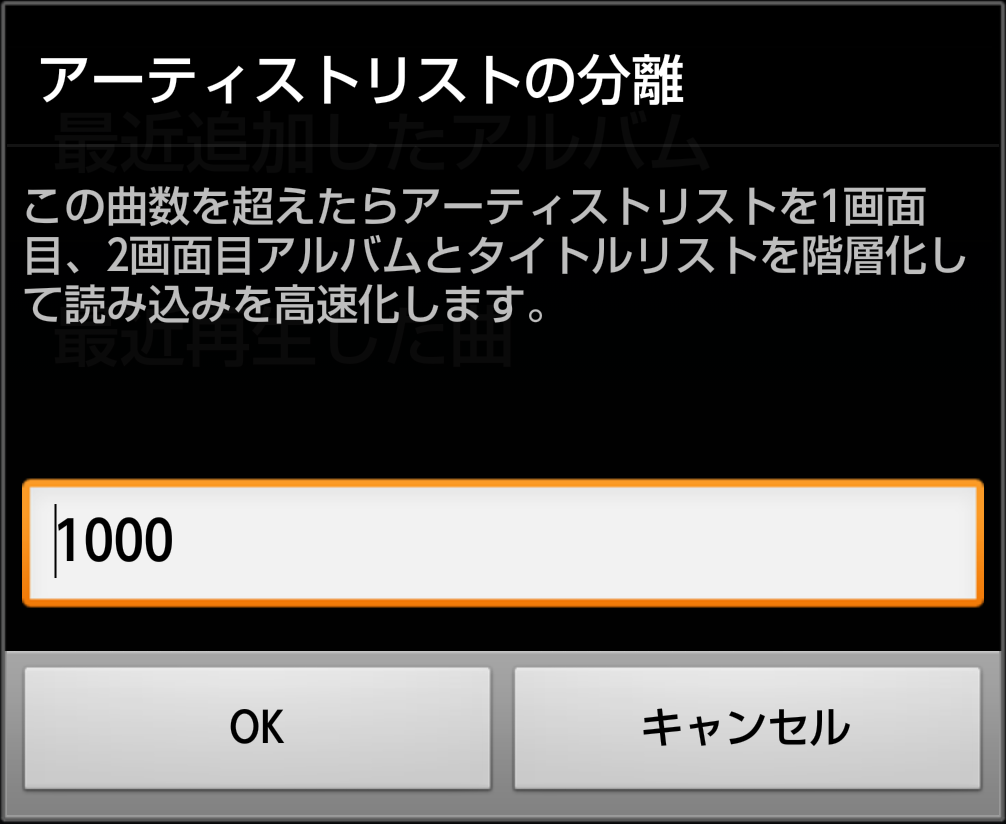 アーティストリストの分離
最近追加したアルバム
この曲数を超えたらアーティストリストを1画面
目、2画面目アルバムとタイトルリストを階層化し
て読み込みを高速化します。
最近再生した曲
1000
OK
キャンセル